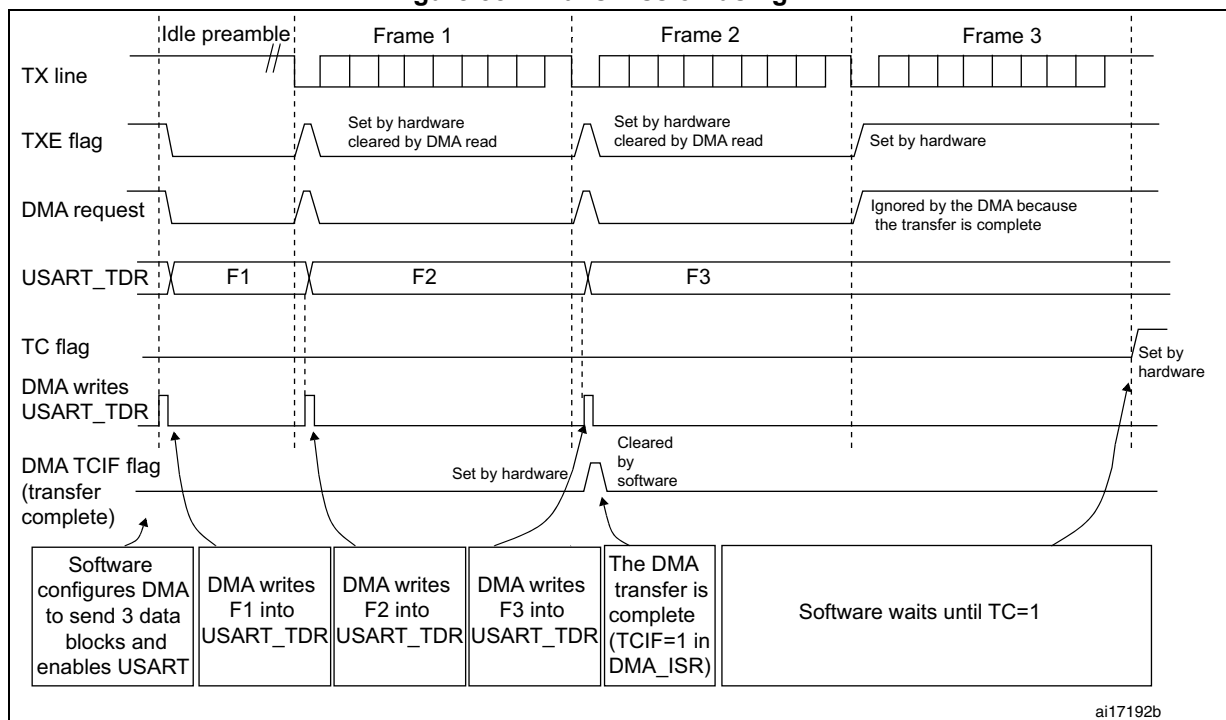 Idle preamble
Frame 1
Frame 2
Frame 3
TX line
TXE flag
Set by hardware
cleared by DMA read
Set by hardware
cleared by DMA read
Set by hardware
DMA request
Ignored by the DMA because
the transfer is complete
USART_TDR
F1
F2
F3
TC flag
Set by
hardware
DMA writes
USART_TDR
DMA TCIF flag
(transfer
complete)
Set by hardware
Cleared
by
software
Software
configures DMA
to send 3 data
blocks and
enables USART
DMA writes
F1 into
USART_TDR
DMA writes
F2 into
USART_TDR
DMA writes
F3 into
USART_TDR
The DMA
transfer is
complete
(TCIF=1 in
DMA_ISR)
Software waits until TC=1
ai17192b